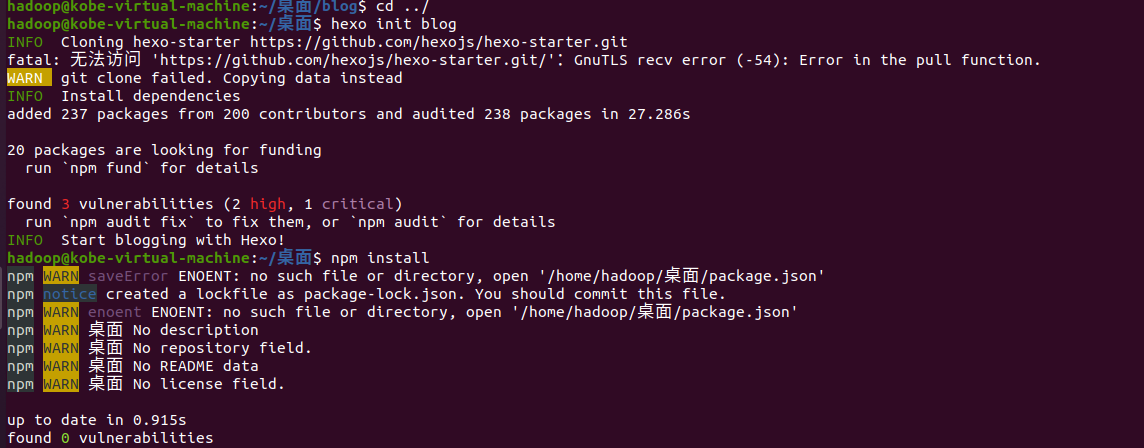 hadoop@kobe-virtual-machine:~/桌面/blog$ cd ../
hadoop@kobe-virtual-machine:~/桌面$ hexo init blog
INFO  Cloning hexo-starter https://github.com/hexojs/hexo-starter.git
fatal: 无法访问 'https://github.com/hexojs/hexo-starter.git/'：GnuTLS recv error (-54): Error in the pull function.
WARN  git clone failed. Copying data instead
INFO  Install dependencies
added 237 packages from 200 contributors and audited 238 packages in 27.286s
20 packages are looking for funding
  run `npm fund` for details
found 3 vulnerabilities (2 high, 1 critical)
  run `npm audit fix` to fix them, or `npm audit` for details
INFO  Start blogging with Hexo!
hadoop@kobe-virtual-machine:~/桌面$ npm install
npm WARN saveError ENOENT: no such file or directory, open '/home/hadoop/桌面/package.json'
npm notice created a lockfile as package-lock.json. You should commit this file.
npm WARN enoent ENOENT: no such file or directory, open '/home/hadoop/桌面/package.json'
npm WARN 桌面 No description
npm WARN 桌面 No repository field.
npm WARN 桌面 No README data
npm WARN 桌面 No license field.
up to date in 0.915s
found 0 vulnerabilities